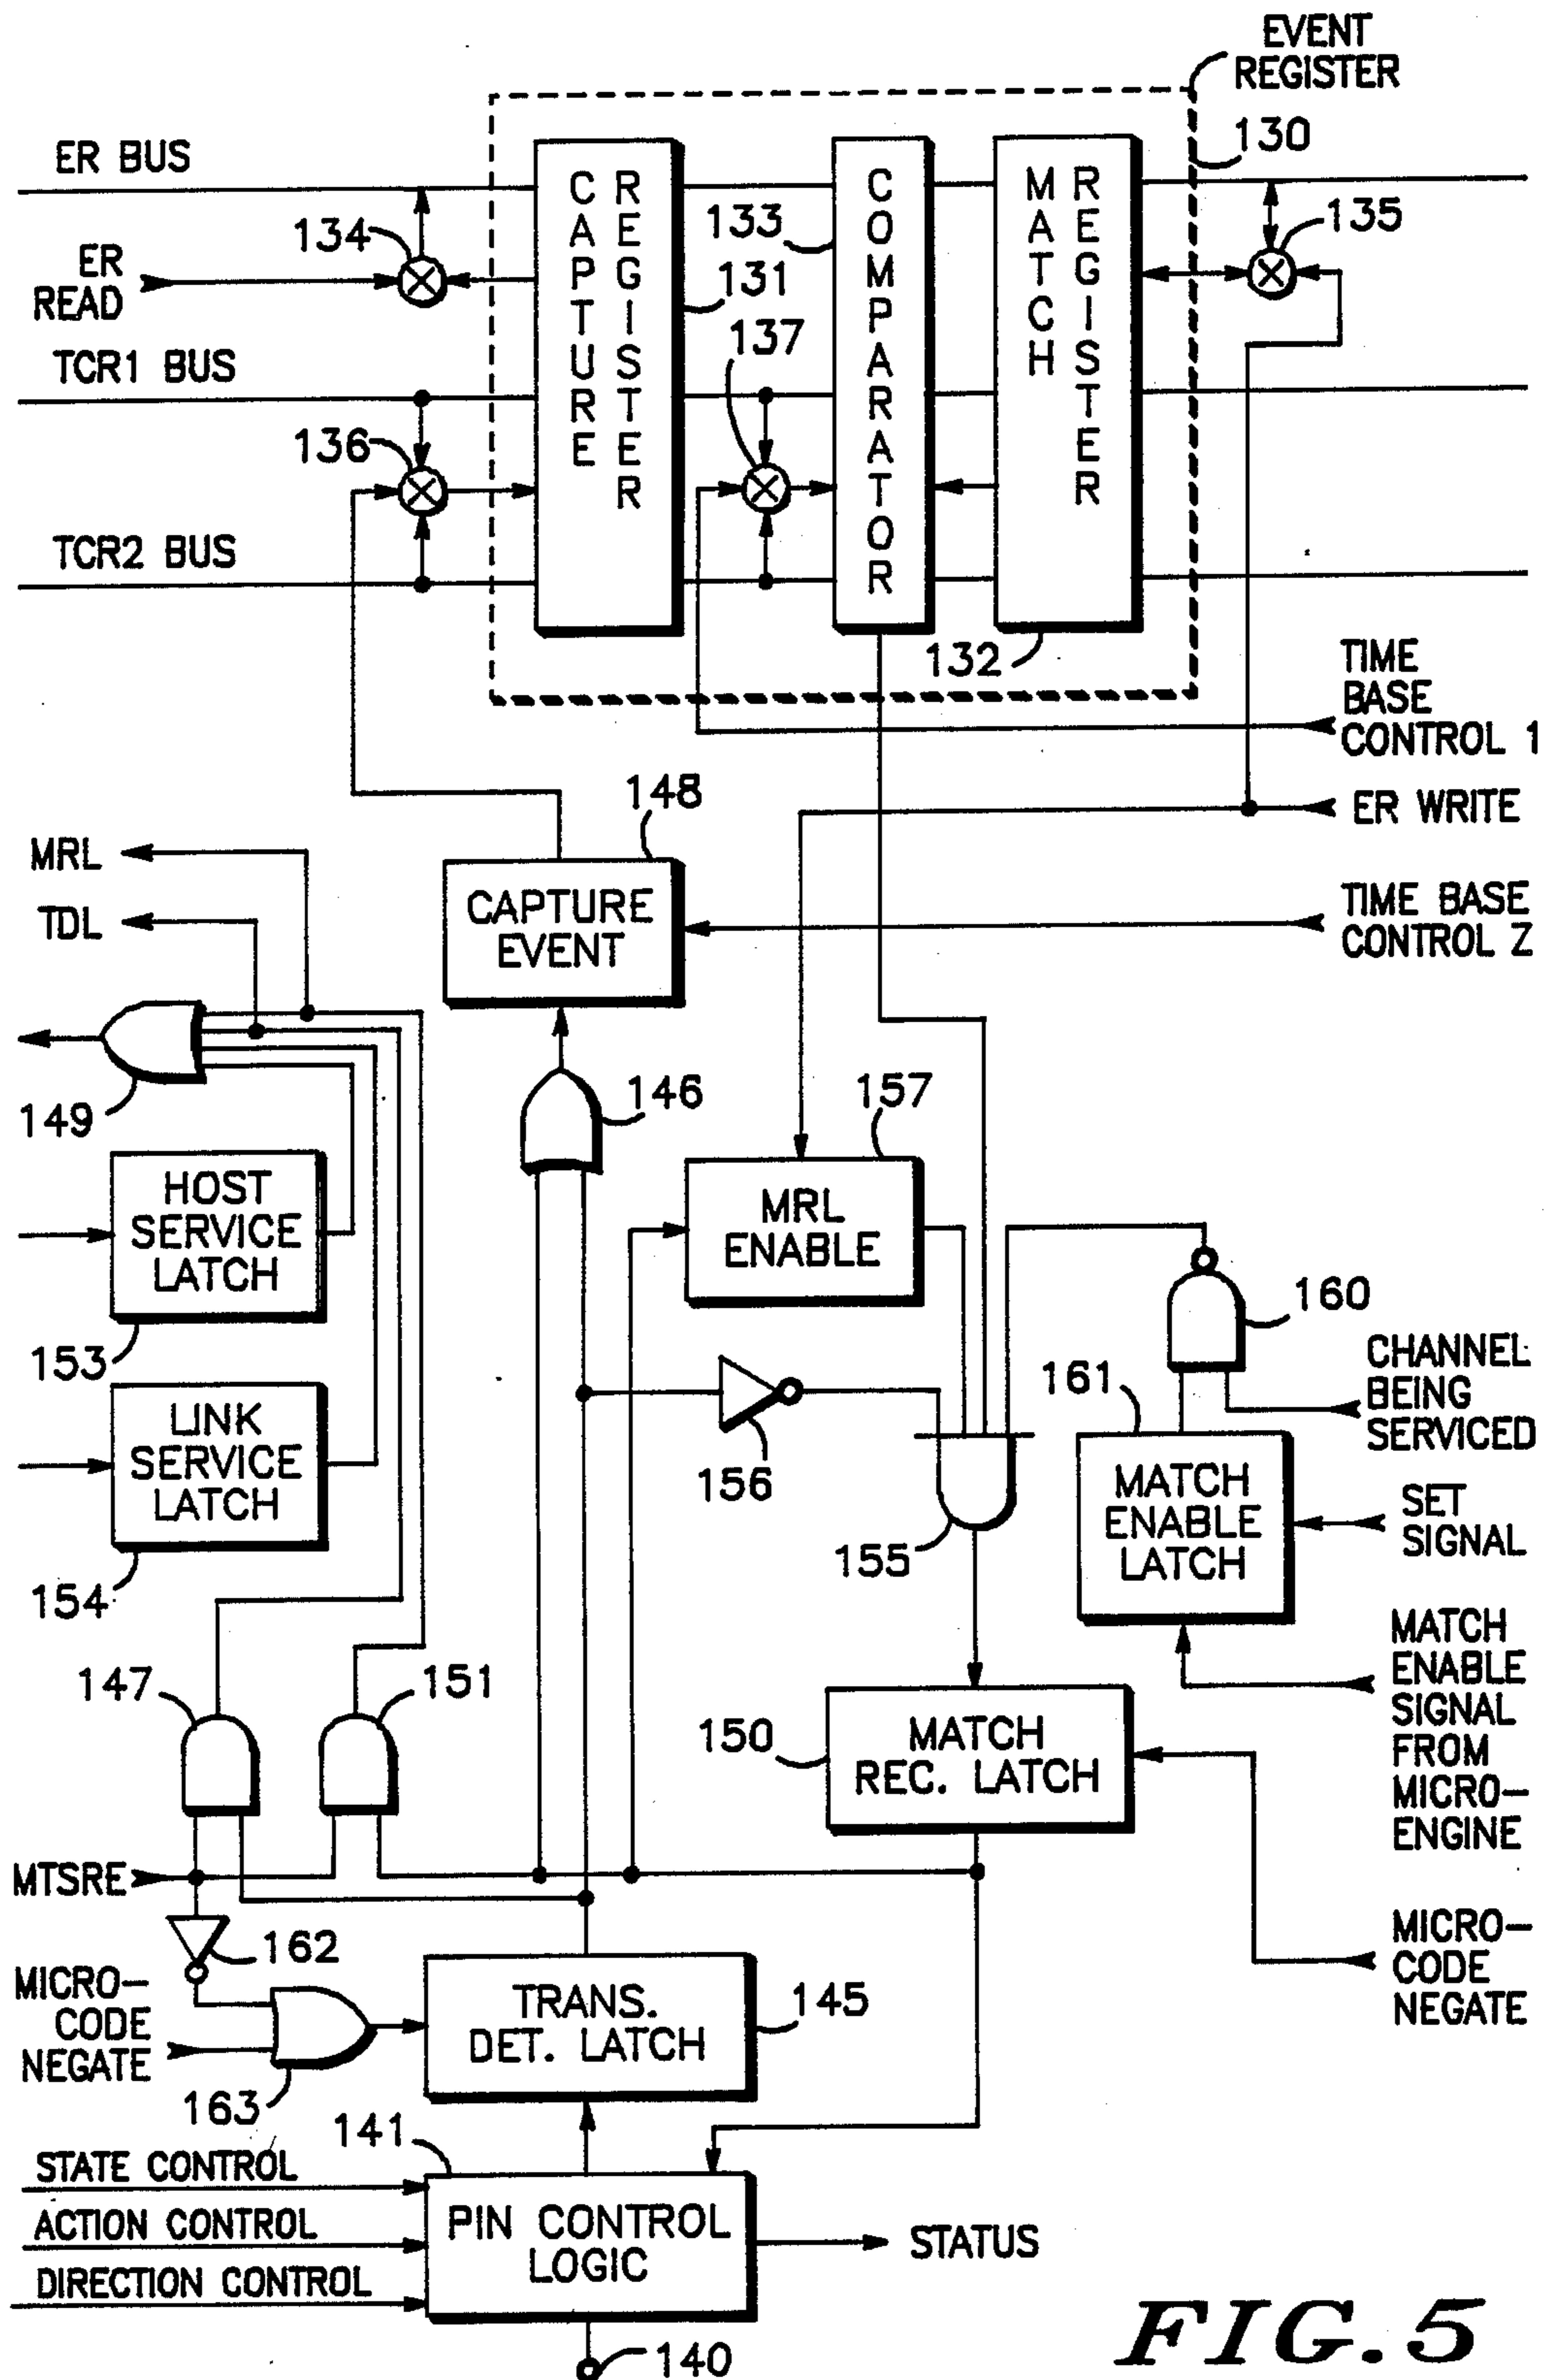 EVENT
REGISTER
130
ER BUS
CAPTURE
REGISTER
131
133
COMPARATOR
MATCH
REGISTER
135
134
ER
READ
137
TCR1 BUS
136
TCR2 BUS
132
TIME
BASE
CONTROL 1
148
ER WRITE
MRL
CAPTURE
EVENT
TIME BASE
CONTROL Z
TDL
149
146
157
HOST
SERVICE
LATCH
MRL
ENABLE
160
153
CHANNEL
BEING
SERVICED
161
LINK
SERVICE
LATCH
156
MATCH
ENABLE
LATCH
SET
SIGNAL
155
154
MATCH
ENABLE
SIGNAL
FROM
MICRO-
ENGINE
147
151
150
MATCH
REC. LATCH
MTSRE
162
MICRO-
CODE
NEGATE
MICRO-
CODE
NEGATE
TRANS.
DET. LATCH
145
163
141
STATE CONTROL
ACTION CONTROL
DIRECTION CONTROL
PIN CONTROL
LOGIC
STATUS
140
FIG. 5